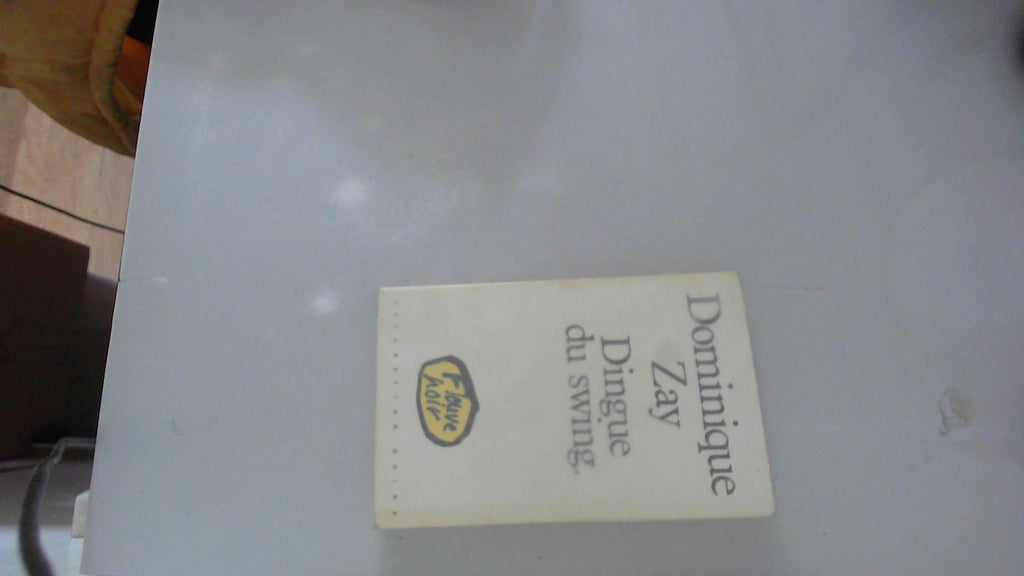 Dominique
Zay
Dingue
du swing.
Fleuve
noir